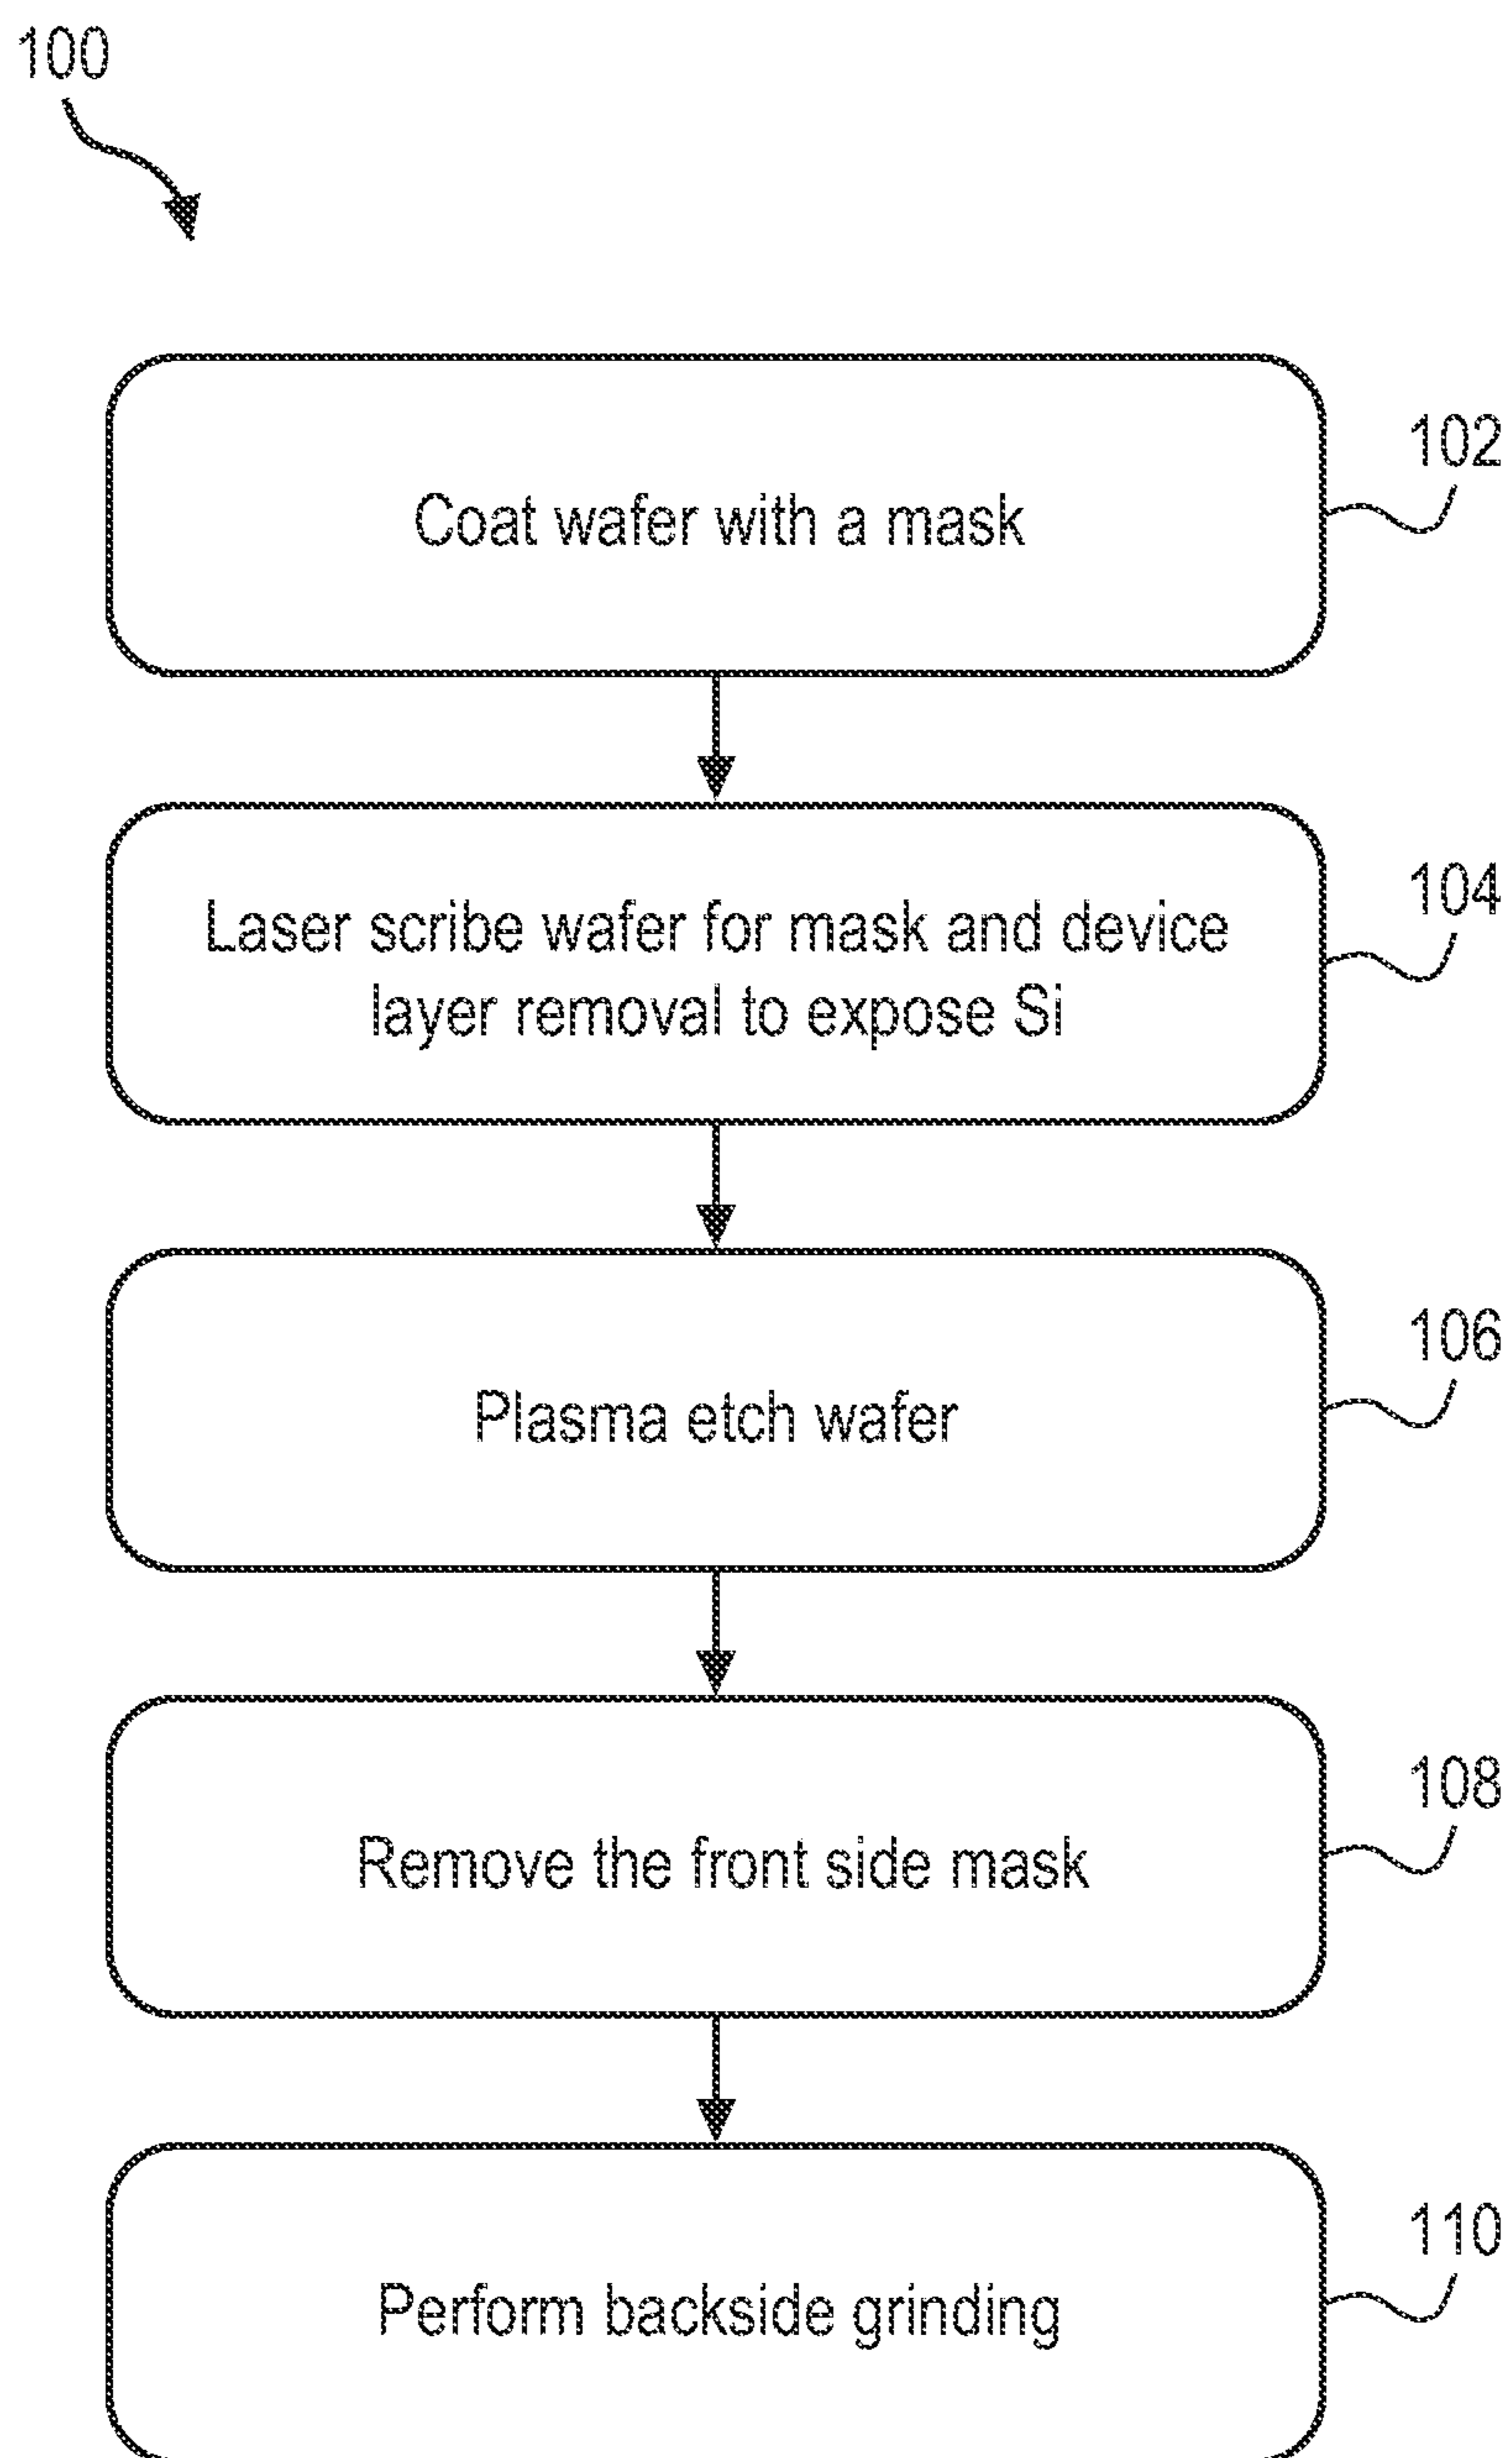 100
Coat wafer with a mask
102
Laser scribe wafer for mask and device
layer removal to expose Si
104
Plasma etch wafer
106
Remove the front side mask
108
Perform backside grinding
110